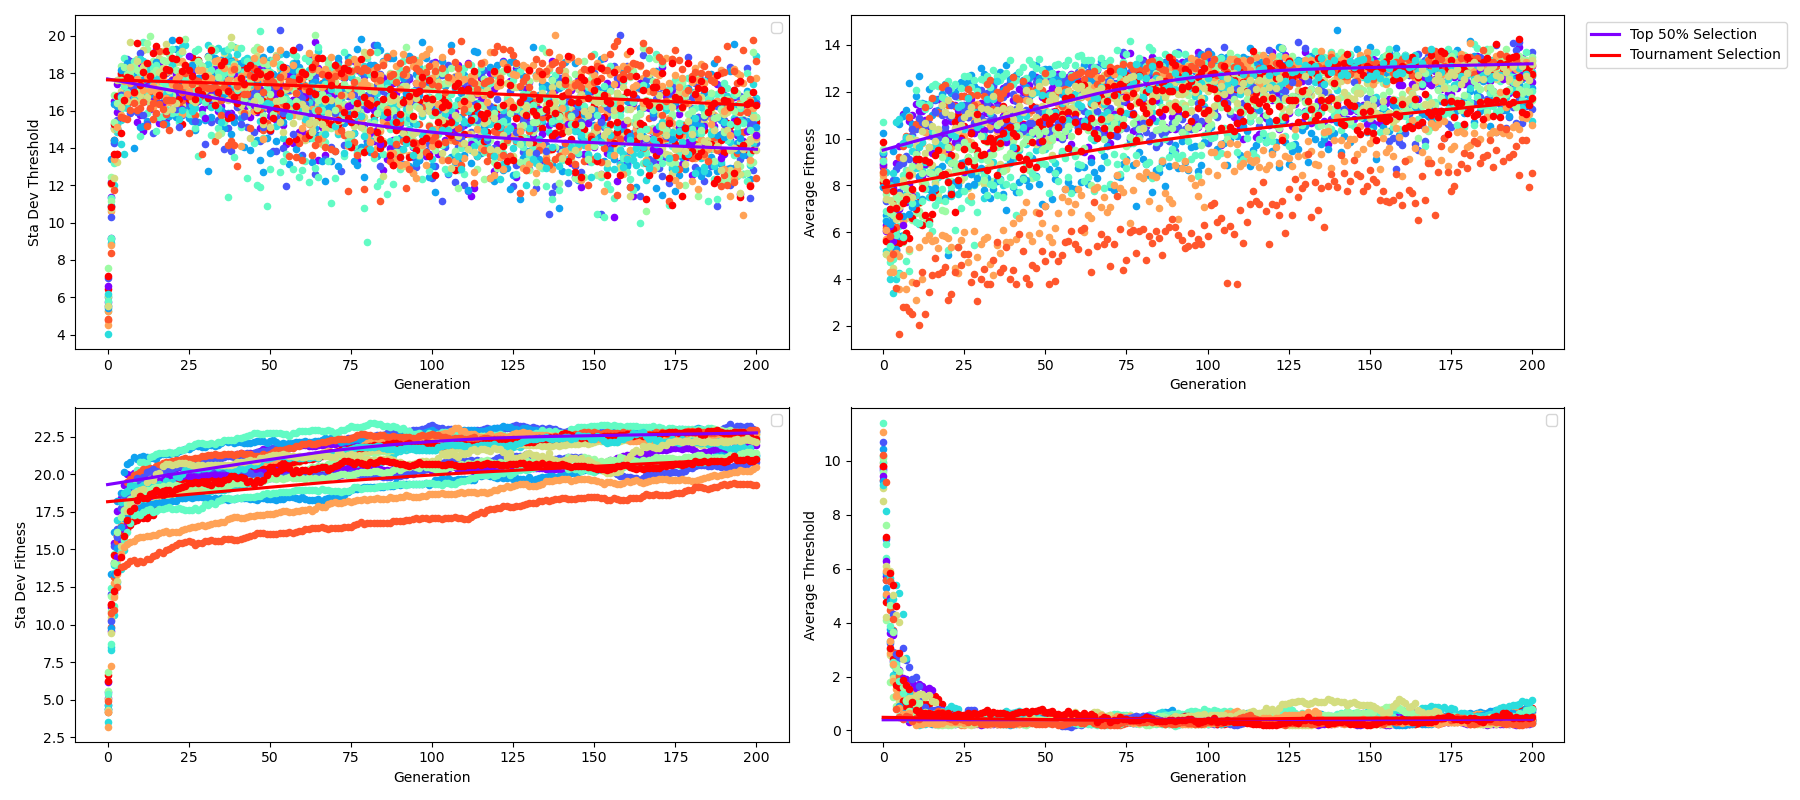 20
18
16
14
12
10
8
6
4
Sta Dev Threshold
0 25 50 75 100 125 150 175 200
Generation
14
12
10
8
6
4
2
Average Fitness
0 25 50 75 100 125 150 175 200
Generation
Top 50% Selection
Tournament Selection
22.5
20.0
17.5
15.0
12.5
10.0
7.5
5.0
2.5
Sta Dev Fitness
0 25 50 75 100 125 150 175 200
Generation
10
8
6
4
2
0
Average Threshold
0 25 50 75 100 125 150 175 200
Generation